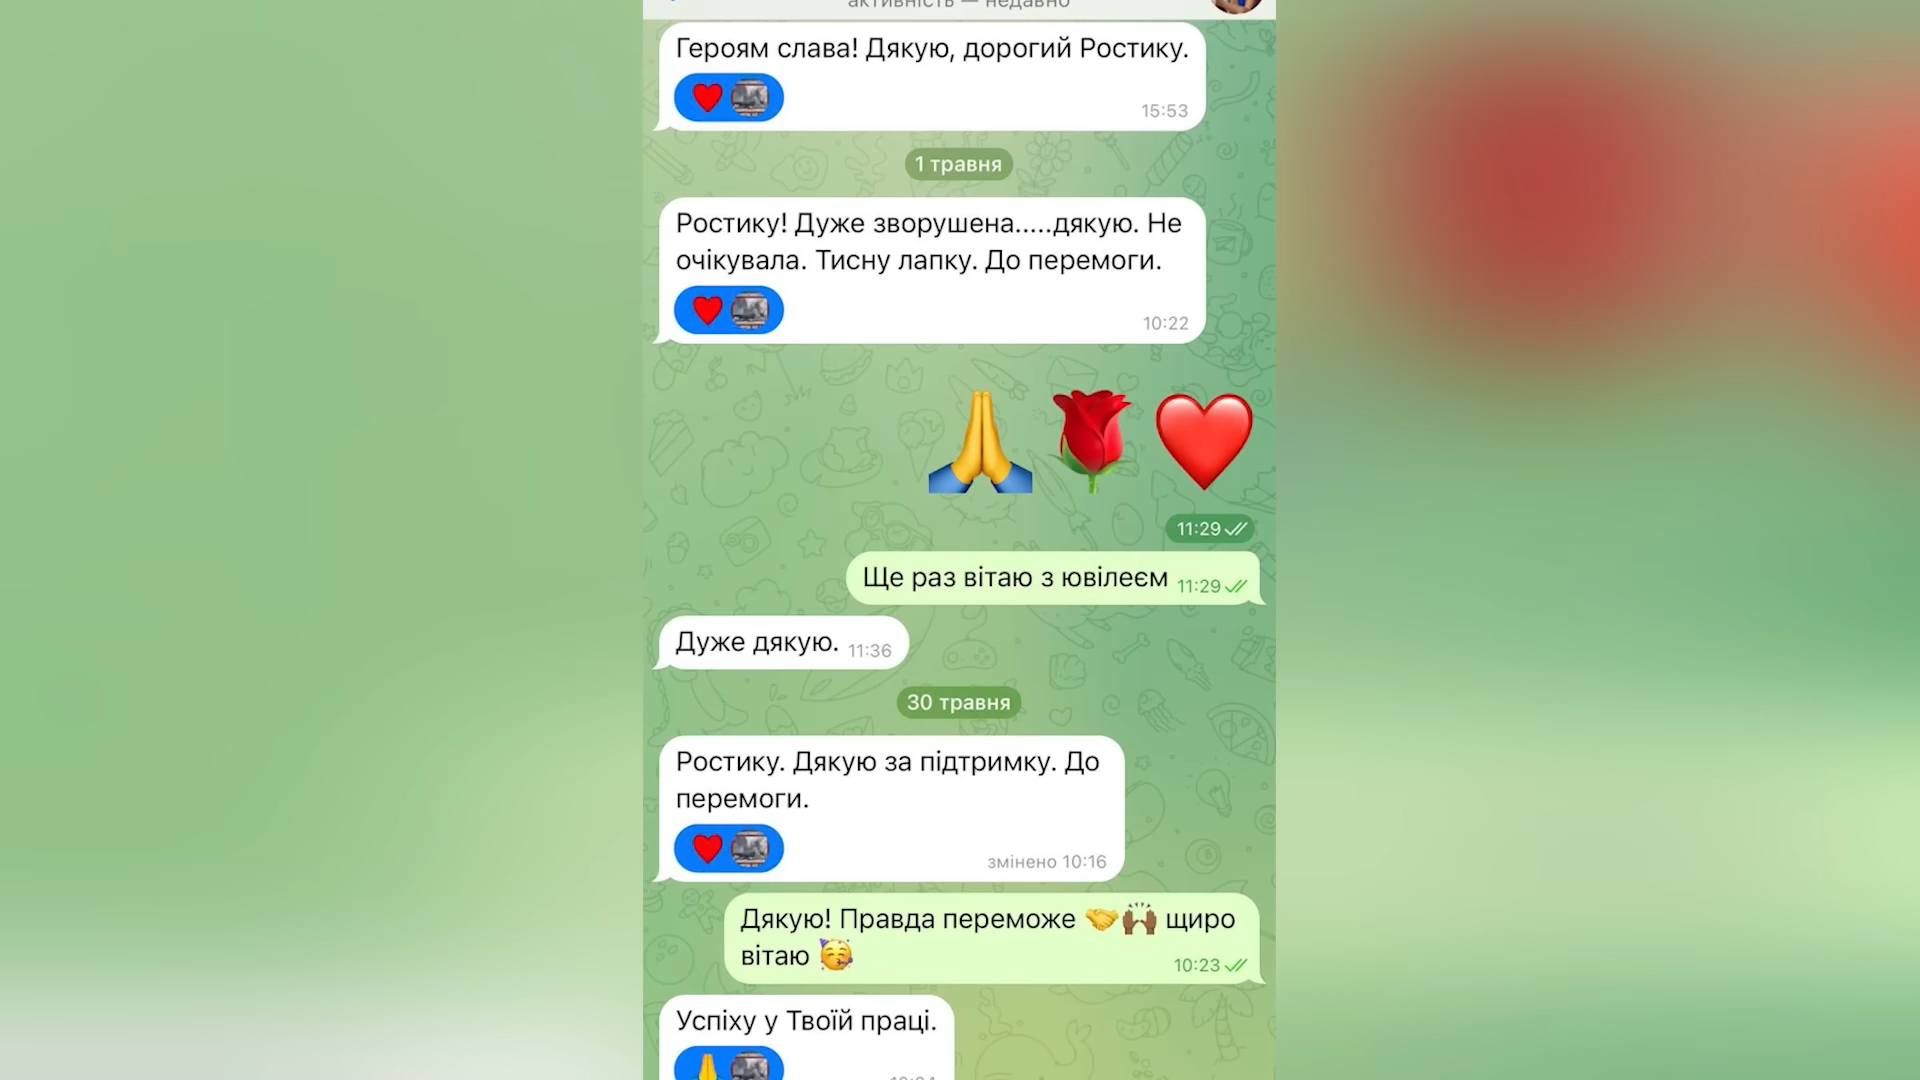 активність — недавно
Героям слава! Дякую, дорогий Ростику.
15:53
1 травня
Ростику! Дуже зворушена.....дякую. Не
очікувала. Тисну лапку. До перемоги.
10:22
11:29
Ще раз вітаю з ювілеєм 11:29
Дуже дякую. 11:36
30 травня
Ростику. Дякую за підтримку. До
перемоги.
змінено 10:16
Дякую! Правда переможе 🤝🙌🏾 щиро
вітаю 🥳
10:23
Успіху у Твоїй праці.